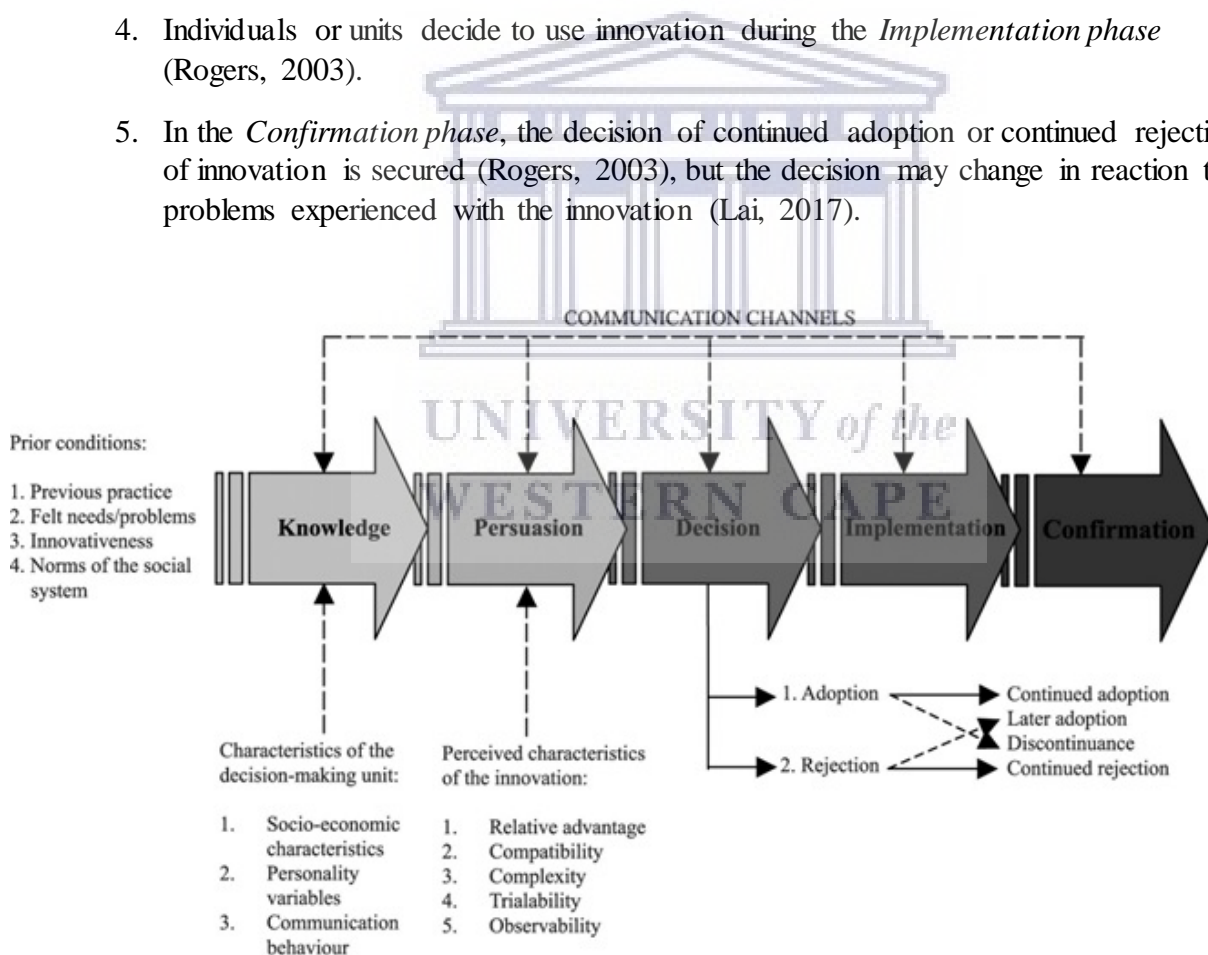 4. Individuals or units decide to use innovation during the Implementation phase
(Rogers, 2003).
5. In the Confirmation phase, the decision of continued adoption or continued rejecti
of innovation is secured (Rogers, 2003), but the decision may change in reaction t
problems experienced with the innovation (Lai, 2017).
COMMUNICATION CHANNELS
UNIVERSITY of the
WESTERN CAPE
Prior conditions:
1. Previous practice
2. Felt needs/problems
3. Innovativeness
4. Norms of the social
system
Knowledge
Persuasion
Decision
Implementation
Confirmation
1. Adoption
2. Rejection
Continued adoption
Later adoption
Discontinuance
Continued rejection
Characteristics of the
decision-making unit:
1. Socio-economic
characteristics
2. Personality
variables
3. Communication
behaviour
Perceived characteristics
of the innovation:
1. Relative advantage
2. Compatibility
3. Complexity
4. Trialability
5. Observability